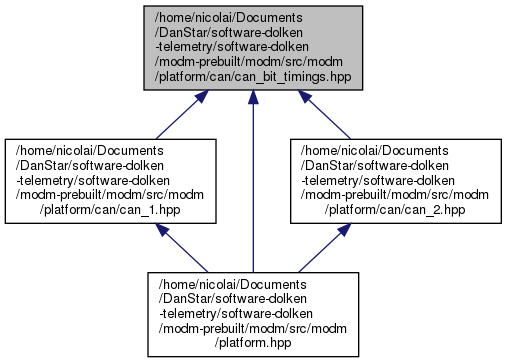 /home/nicolai/Documents
/DanStar/software-dolken
-telemetry/software-dolken
/modm-prebuilt/modm/src/modm
/platform/can/can_bit_timings.hpp
/home/nicolai/Documents
/DanStar/software-dolken
-telemetry/software-dolken
/modm-prebuilt/modm/src/modm
/platform/can/can_1.hpp
/home/nicolai/Documents
/DanStar/software-dolken
-telemetry/software-dolken
/modm-prebuilt/modm/src/modm
/platform/can/can_2.hpp
/home/nicolai/Documents
/DanStar/software-dolken
-telemetry/software-dolken
/modm-prebuilt/modm/src/modm
/platform.hpp